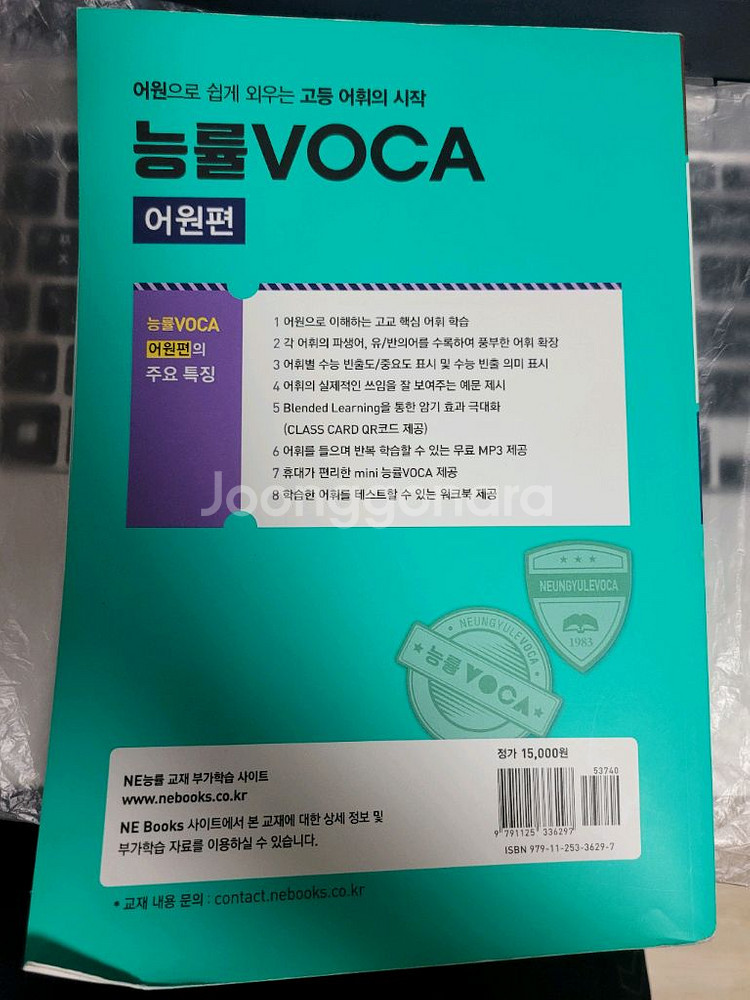 어원으로 쉽게 외우는 고등 어휘의 시작
능률VOCA
어원편
능률VOCA
어원편의
주요 특징
1 어원으로 이해하는 고교 핵심 어휘 학습
2 각 어휘의 파생어, 유/반의어를 수록하여 풍부한 어휘 확장
3 어휘별 수능 빈출도/중요도 표시 및 수능 빈출 의미 표시
4 어휘의 실제적인 쓰임을 잘 보여주는 예문 제시
5 Blended Learning을 통한 암기 효과 극대화
(CLASS CARD QR코드 제공)
6 어휘를 들으며 반복 학습할 수 있는 무료 MP3 제공
7 휴대가 편리한 mini 능률VOCA 제공
8 학습한 어휘를 테스트할 수 있는 워크북 제공
Joonggonara
NEUNGYULEVOCA
1983
NEUNGYULEVOCA
능률VOCA
정가 15,000원
53740
9 791125 336297
ISBN 979-11-253-3629-7
NE능률 교재 부가학습 사이트
www.nebooks.co.kr
NE Books 사이트에서 본 교재에 대한 상세 정보 및
부가학습 자료를 이용하실 수 있습니다.
* 교재 내용 문의 : contact.nebooks.co.kr